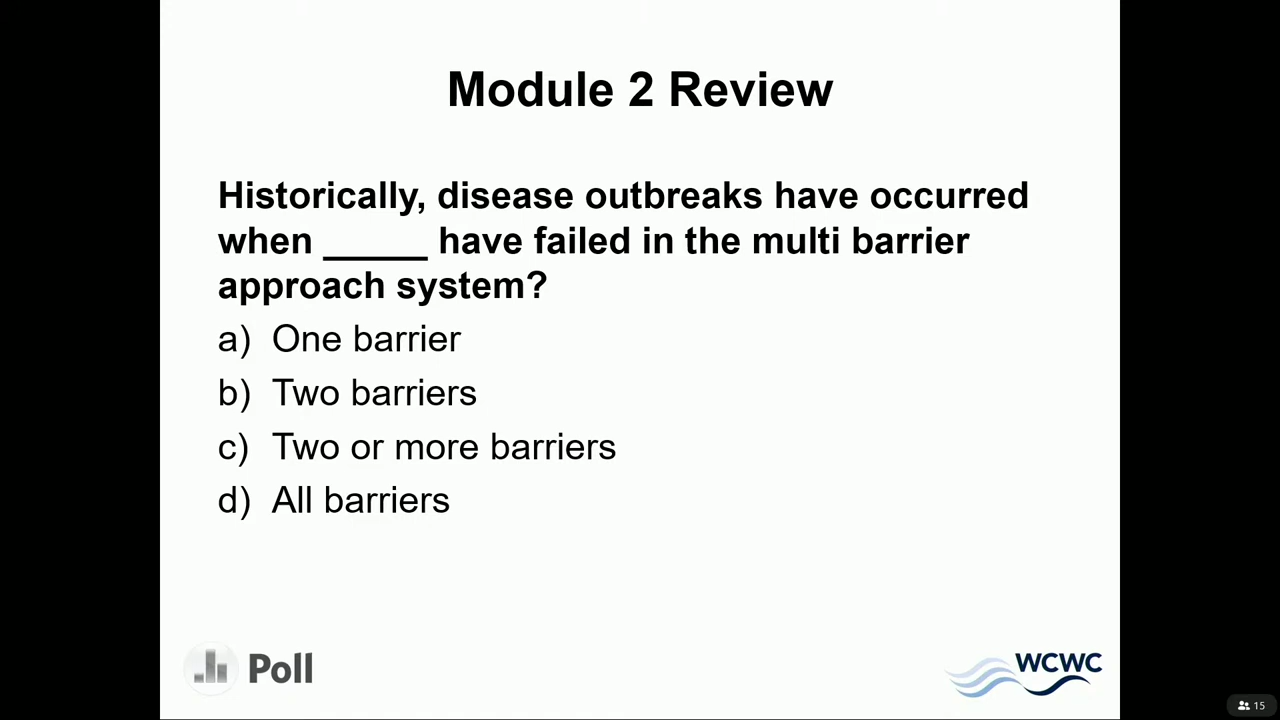 Module 2 Review
Historically, disease outbreaks have occurred
when _____ have failed in the multi barrier
approach system?
a) One barrier
b) Two barriers
c) Two or more barriers
d) All barriers
Poll
WCWC
15